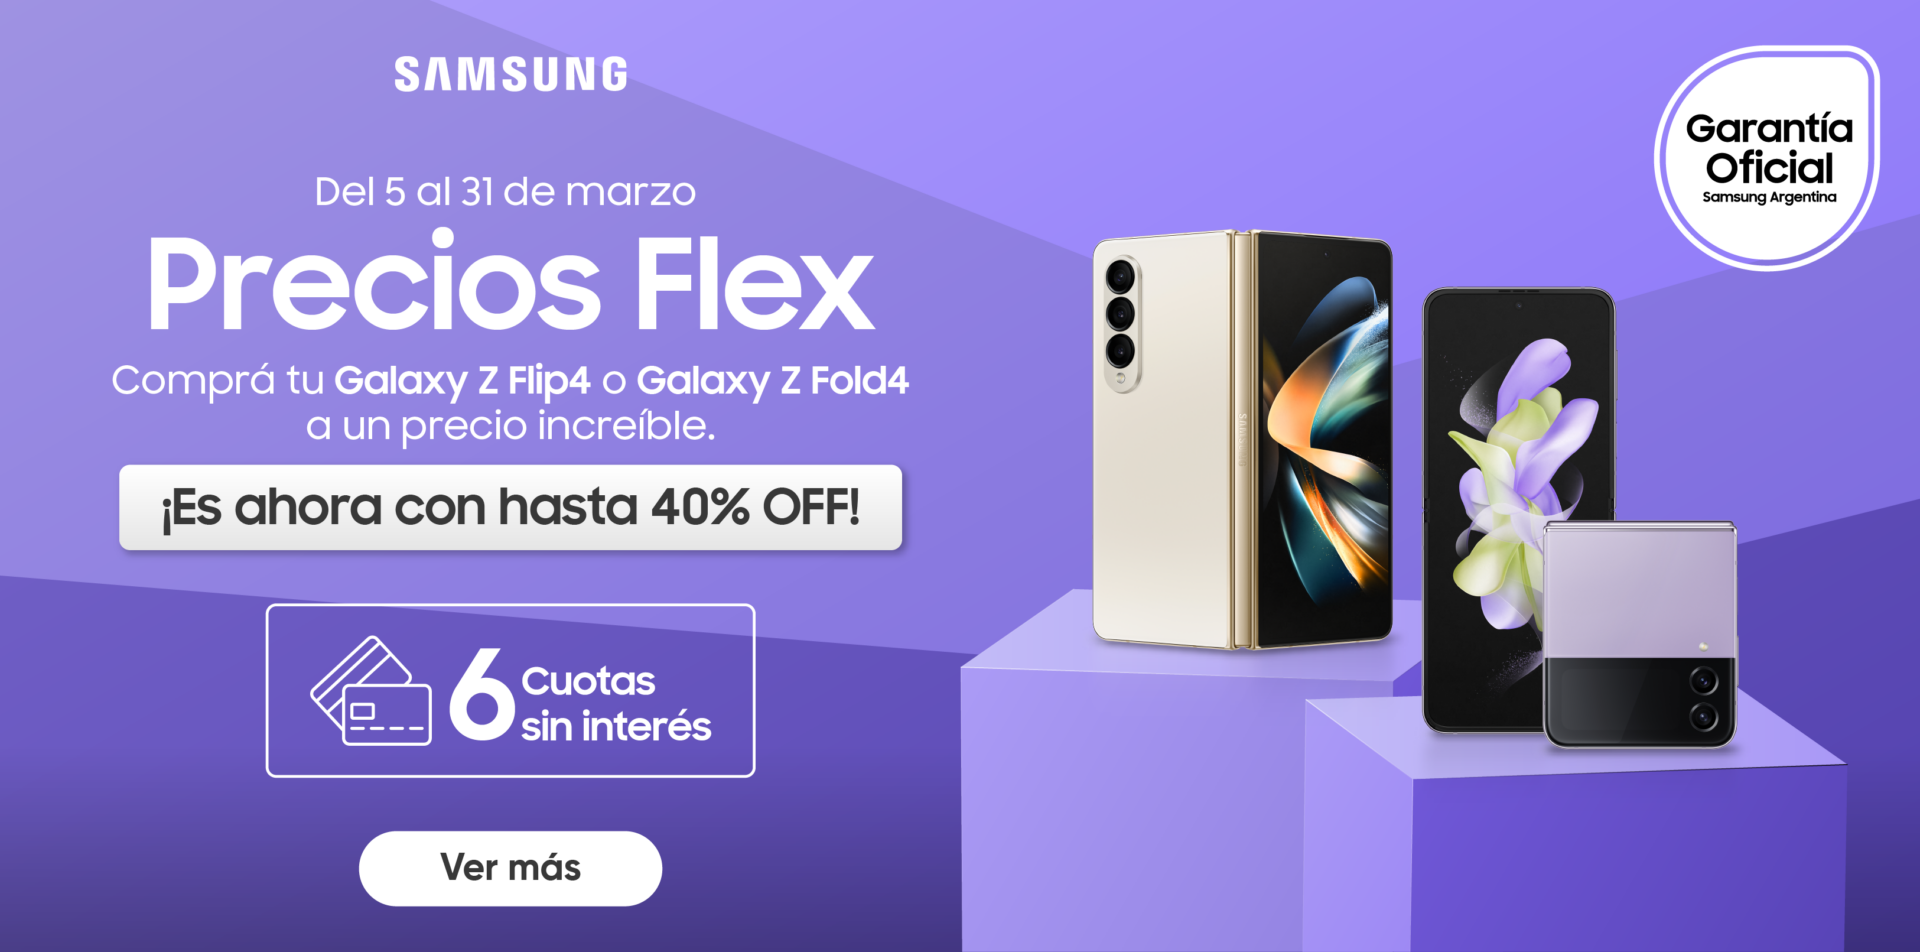 SAMSUNG
Del 5 al 31 de marzo
Precios Flex
Comprá tu Galaxy Z Flip4 o Galaxy Z Fold4
a un precio increíble.
¡Es ahora con hasta 40% OFF!
6 Cuotas
sin interés
Ver más
Garantía
Oficial
Samsung Argentina
SAMSUNG